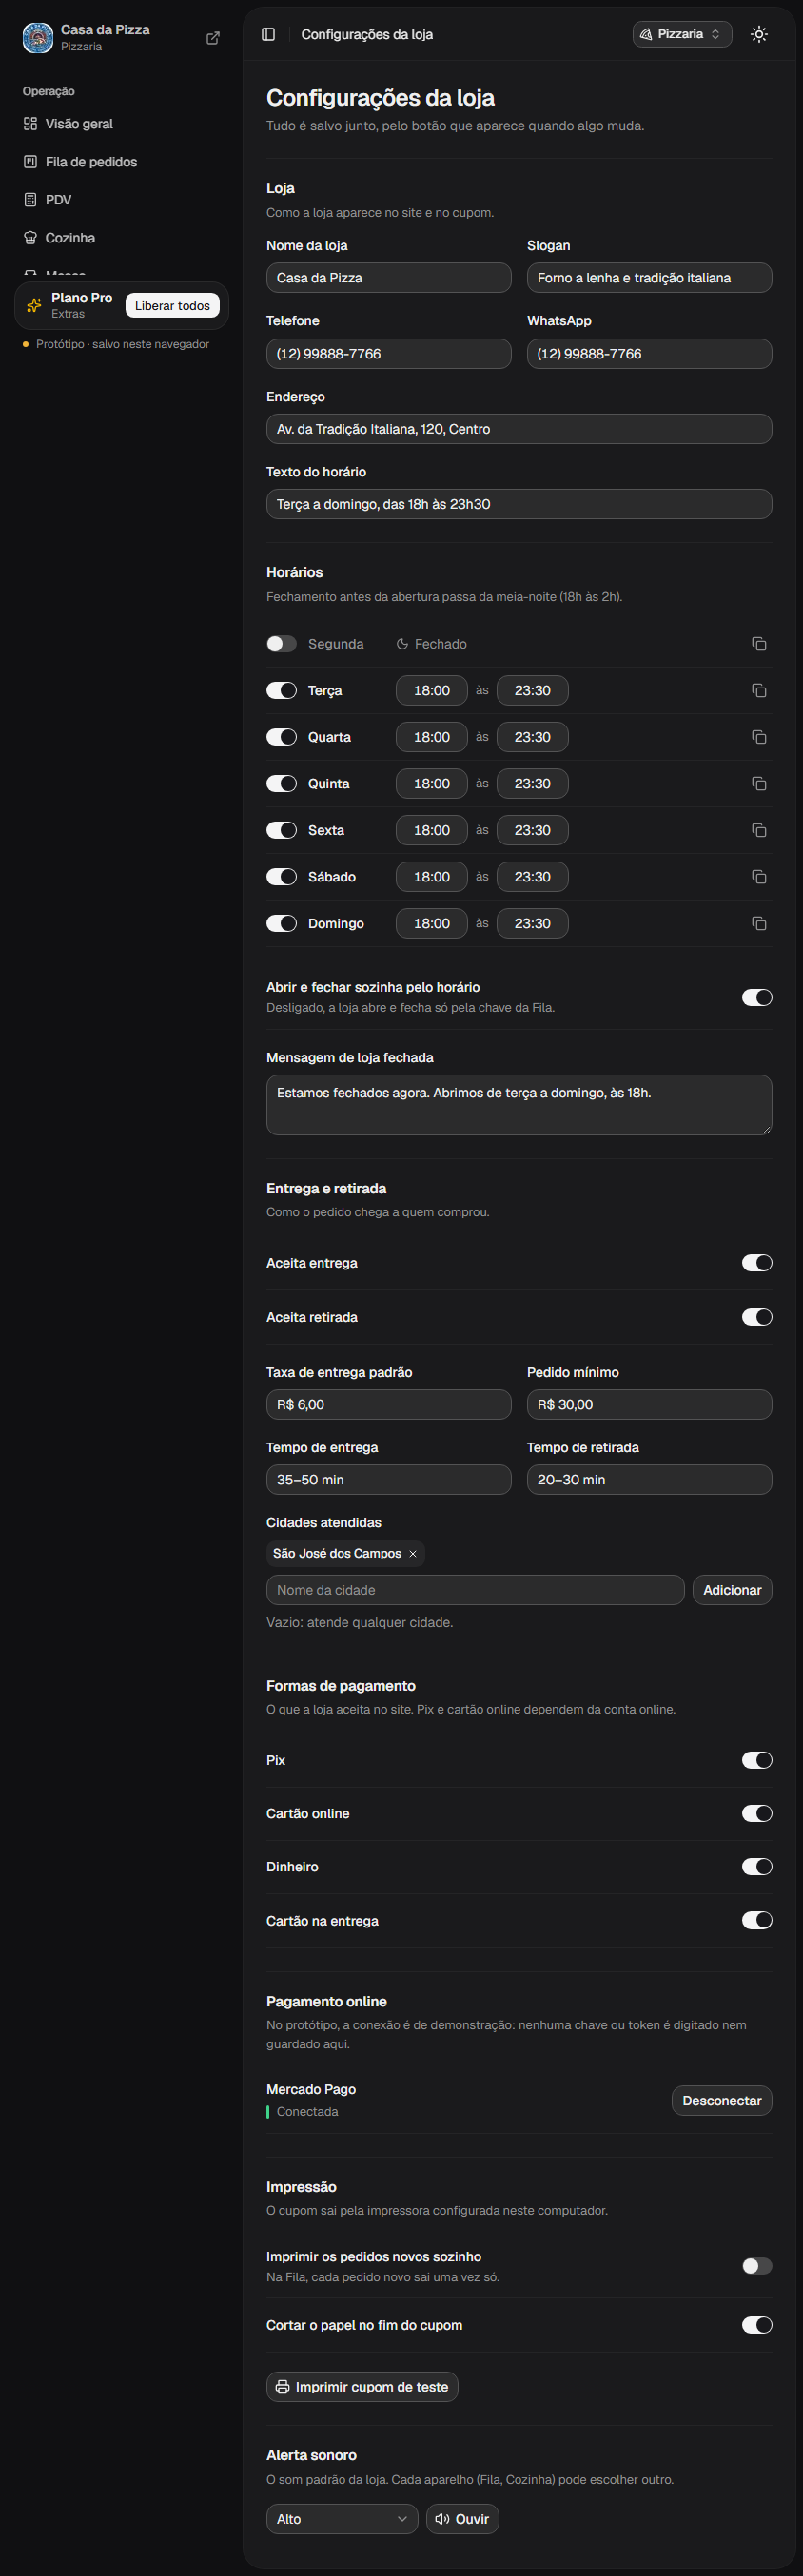 Casa da Pizza
Pizzaria
Operação
Visão geral
Fila de pedidos
PDV
Cozinha
Plano Pro
Extras
Liberar todos
Protótipo · salvo neste navegador
Configurações da loja
Pizzaria
Configurações da loja
Tudo é salvo junto, pelo botão que aparece quando algo muda.
Loja
Como a loja aparece no site e no cupom.
Nome da loja
Slogan
Casa da Pizza
Forno a lenha e tradição italiana
Telefone
WhatsApp
(12) 99888-7766
(12) 99888-7766
Endereço
Av. da Tradição Italiana, 120, Centro
Texto do horário
Terça a domingo, das 18h às 23h30
Horários
Fechamento antes da abertura passa da meia-noite (18h às 2h).
Segunda Fechado
Terça 18:00 às 23:30
Quarta 18:00 às 23:30
Quinta 18:00 às 23:30
Sexta 18:00 às 23:30
Sábado 18:00 às 23:30
Domingo 18:00 às 23:30
Abrir e fechar sozinha pelo horário
Desligado, a loja abre e fecha só pela chave da Fila.
Mensagem de loja fechada
Estamos fechados agora. Abrimos de terça a domingo, às 18h.
Entrega e retirada
Como o pedido chega a quem comprou.
Aceita entrega
Aceita retirada
Taxa de entrega padrão
Pedido mínimo
R$ 6,00
R$ 30,00
Tempo de entrega
Tempo de retirada
35–50 min
20–30 min
Cidades atendidas
São José dos Campos
Nome da cidade
Adicionar
Vazio: atende qualquer cidade.
Formas de pagamento
O que a loja aceita no site. Pix e cartão online dependem da conta online.
Pix
Cartão online
Dinheiro
Cartão na entrega
Pagamento online
No protótipo, a conexão é de demonstração: nenhuma chave ou token é digitado nem
guardado aqui.
Mercado Pago
Conectada
Desconectar
Impressão
O cupom sai pela impressora configurada neste computador.
Imprimir os pedidos novos sozinho
Na Fila, cada pedido novo sai uma vez só.
Cortar o papel no fim do cupom
Imprimir cupom de teste
Alerta sonoro
O som padrão da loja. Cada aparelho (Fila, Cozinha) pode escolher outro.
Alto
Ouvir